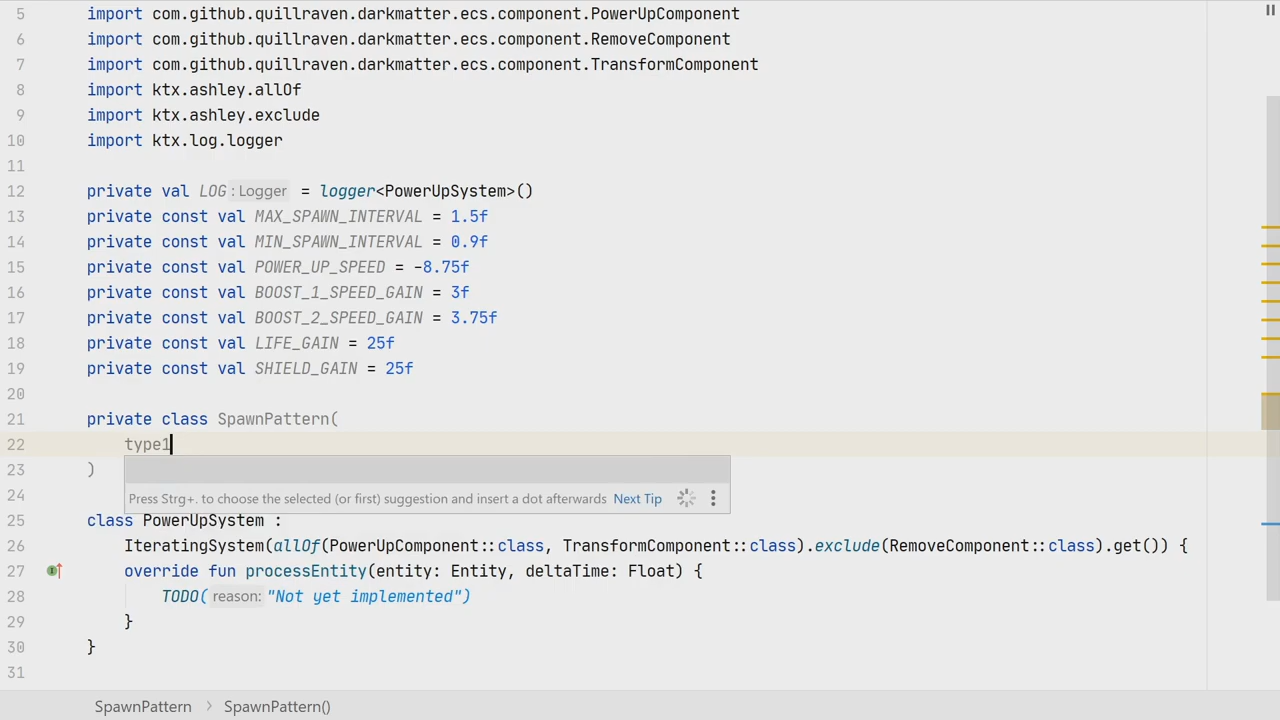 5 import com.github.quillraven.darkmatter.ecs.component.PowerUpComponent
6 import com.github.quillraven.darkmatter.ecs.component.RemoveComponent
7 import com.github.quillraven.darkmatter.ecs.component.TransformComponent
8 import ktx.ashley.allOf
9 import ktx.ashley.exclude
10 import ktx.log.logger
11
12 private val LOG : Logger = logger<PowerUpSystem>()
13 private const val MAX_SPAWN_INTERVAL = 1.5f
14 private const val MIN_SPAWN_INTERVAL = 0.9f
15 private const val POWER_UP_SPEED = -8.75f
16 private const val BOOST_1_SPEED_GAIN = 3f
17 private const val BOOST_2_SPEED_GAIN = 3.75f
18 private const val LIFE_GAIN = 25f
19 private const val SHIELD_GAIN = 25f
20
21 private class SpawnPattern(
22 type1
23 )
Press Strg+. to choose the selected (or first) suggestion and insert a dot afterwards Next Tip
24
25 class PowerUpSystem :
26 IteratingSystem(allOf(PowerUpComponent::class, TransformComponent::class).exclude(RemoveComponent::class).get()) {
27 override fun processEntity(entity: Entity, deltaTime: Float) {
28 TODO( reason: "Not yet implemented")
29 }
30 }
31
SpawnPattern > SpawnPattern()